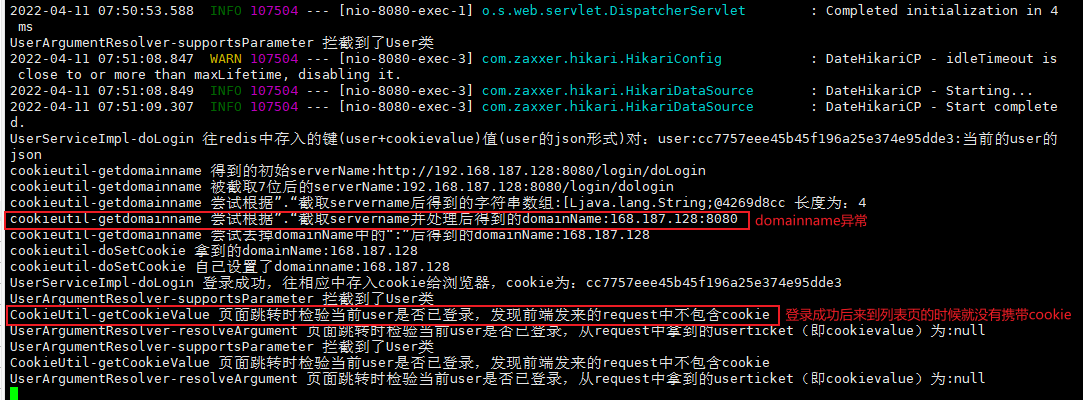 2022-04-11 07:50:53.588  INFO 107504 --- [nio-8080-exec-1] o.s.web.servlet.DispatcherServlet        : Completed initialization in 4
 ms
UserArgumentResolver-supportsParameter 拦截到了User类
2022-04-11 07:51:08.847  WARN 107504 --- [nio-8080-exec-3] com.zaxxer.hikari.HikariConfig           : DateHikariCP - idleTimeout is
 close to or more than maxLifetime, disabling it.
2022-04-11 07:51:08.849  INFO 107504 --- [nio-8080-exec-3] com.zaxxer.hikari.HikariDataSource       : DateHikariCP - Starting...
2022-04-11 07:51:09.307  INFO 107504 --- [nio-8080-exec-3] com.zaxxer.hikari.HikariDataSource       : DateHikariCP - Start complete
d.
UserServiceImpl-doLogin 往redis中存入的键(user+cookievalue)值(user的json形式)对: user:cc7757eee45b45f196a25e374e95dde3:当前的user的
json
cookieutil-getdomainname 得到的初始serverName:http://192.168.187.128:8080/login/doLogin
cookieutil-getdomainname 被截取7位后的serverName:192.168.187.128:8080/login/dologin
cookieutil-getdomainname 尝试根据”.“截取servername后得到的字符串数组:[Ljava.lang.String;@4269d8cc 长度为: 4
cookieutil-getdomainname 尝试根据”.“截取servername并处理后得到的domainName:168.187.128:8080 domainname异常
cookieutil-getdomainname 尝试去掉domainName中的“:”后得到的domainName:168.187.128
cookieutil-doSetCookie 拿到的domainName:168.187.128
cookieutil-doSetCookie 自己设置了domainname:168.187.128
UserServiceImpl-doLogin 登录成功，往相应中存入cookie给浏览器，cookie为: cc7757eee45b45f196a25e374e95dde3
UserArgumentResolver-supportsParameter 拦截到了User类
CookieUtil-getCookieValue 页面跳转时检验当前user是否已登录，发现前端发来的request中不包含cookie 登录成功后来到列表页的时候就没有携带cookie
UserArgumentResolver-resolveArgument 页面跳转时检验当前user是否已登录，从request中拿到的userticket（即cookievalue）为:null
UserArgumentResolver-supportsParameter 拦截到了User类
CookieUtil-getCookieValue 页面跳转时检验当前user是否已登录，发现前端发来的request中不包含cookie
UserArgumentResolver-resolveArgument 页面跳转时检验当前user是否已登录，从request中拿到的userticket（即cookievalue）为:null